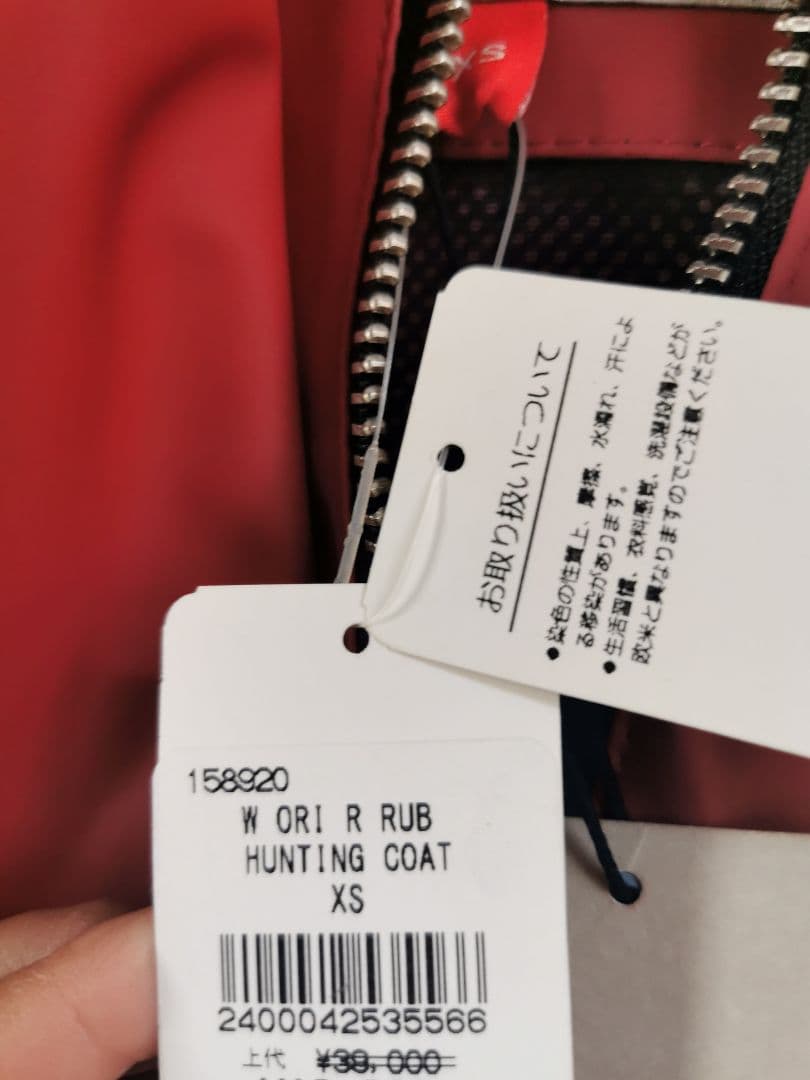 XS
お取り扱いについて
●染色の性質上、摩擦、水濡れ、汗によ
る移染があります。
●生活習慣、衣料感覚、洗濯設備などが
欧米と異なりますのでご注意ください。
158920
W ORI R RUB
HUNTING COAT
XS
2400042535566
上代 ¥39,000